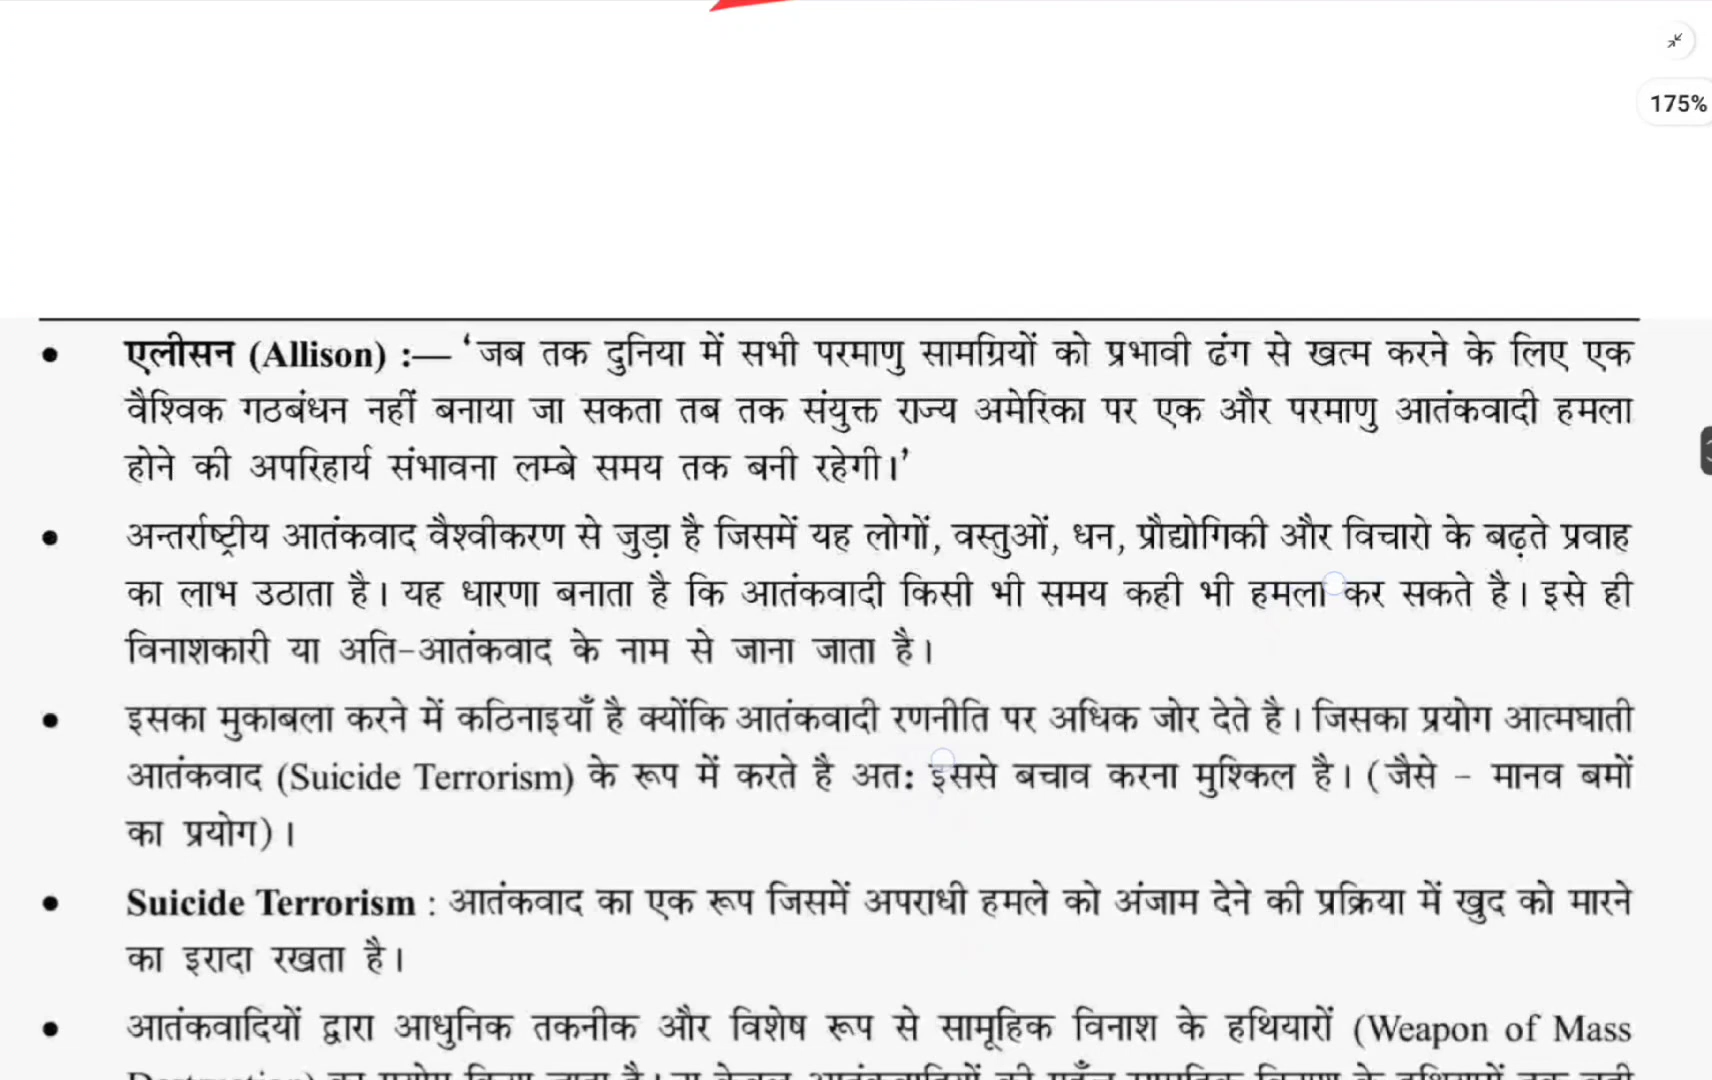 175%
• एलीसन (Allison) :— ‘जब तक दुनिया में सभी परमाणु सामग्रियों को प्रभावी ढंग से खत्म करने के लिए एक
वैश्विक गठबंधन नहीं बनाया जा सकता तब तक संयुक्त राज्य अमेरिका पर एक और परमाणु आतंकवादी हमला
होने की अपरिहार्य संभावना लम्बे समय तक बनी रहेगी।’
• अन्तर्राष्ट्रीय आतंकवाद वैश्वीकरण से जुड़ा है जिसमें यह लोगों, वस्तुओं, धन, प्रौद्योगिकी और विचारो के बढ़ते प्रवाह
का लाभ उठाता है। यह धारणा बनाता है कि आतंकवादी किसी भी समय कही भी हमला कर सकते है। इसे ही
विनाशकारी या अति-आतंकवाद के नाम से जाना जाता है।
• इसका मुकाबला करने में कठिनाइयाँ है क्योंकि आतंकवादी रणनीति पर अधिक जोर देते है। जिसका प्रयोग आत्मघाती
आतंकवाद (Suicide Terrorism) के रूप में करते है अत: इससे बचाव करना मुश्किल है। (जैसे - मानव बमों
का प्रयोग)।
• Suicide Terrorism : आतंकवाद का एक रूप जिसमें अपराधी हमले को अंजाम देने की प्रक्रिया में खुद को मारने
का इरादा रखता है।
• आतंकवादियों द्वारा आधुनिक तकनीक और विशेष रूप से सामूहिक विनाश के हथियारों (Weapon of Mass